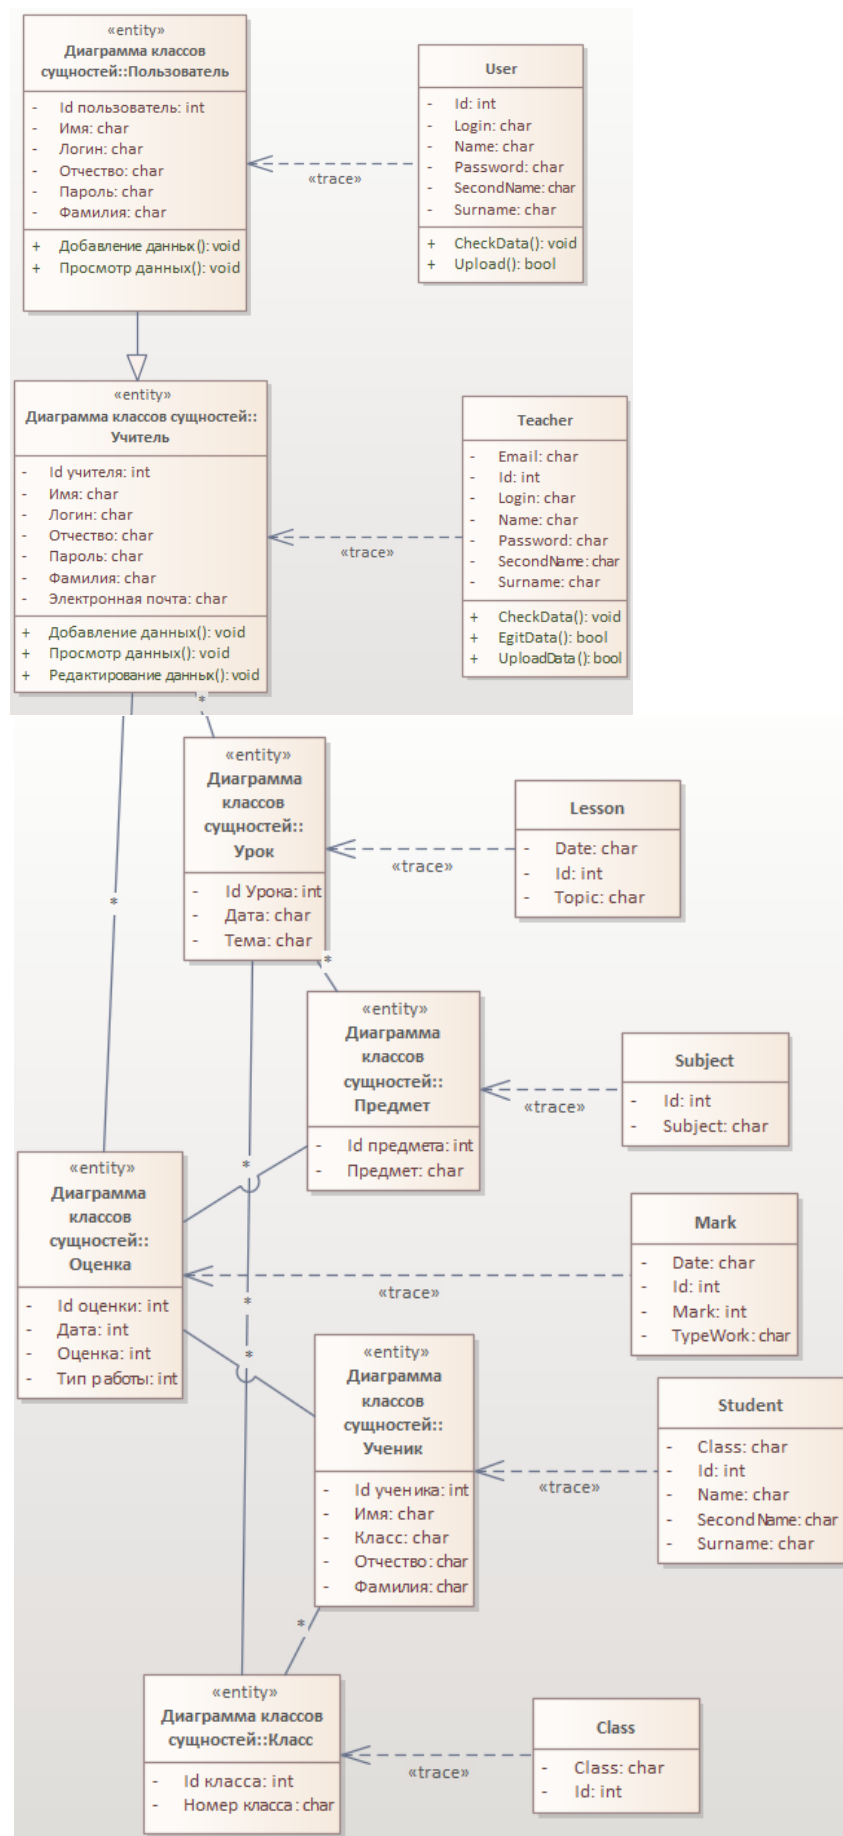 «entity»
Диаграмма классов
сущностей::Пользователь
- Id пользователь: int
- Имя: char
- Логин: char
- Отчество: char
- Пароль: char
- Фамилия: char
+ Добавление данных(): void
+ Просмотр данных(): void
User
- Id: int
- Login: char
- Name: char
- Password: char
- SecondName: char
- Surname: char
+ CheckData(): void
+ Upload(): bool
«trace»
«entity»
Диаграмма классов сущностей::
Учитель
- Id учителя: int
- Имя: char
- Логин: char
- Отчество: char
- Пароль: char
- Фамилия: char
- Электронная почта: char
+ Добавление данных(): void
+ Просмотр данных(): void
+ Редактирование данных(): void
Teacher
- Email: char
- Id: int
- Login: char
- Name: char
- Password: char
- SecondName: char
- Surname: char
+ CheckData(): void
+ EgitData(): bool
+ UploadData(): bool
«trace»
*
«entity»
Диаграмма
классов
сущностей::
Урок
- Id Урока: int
- Дата: char
- Тема: char
Lesson
- Date: char
- Id: int
- Topic: char
«trace»
*
*
«entity»
Диаграмма
классов
сущностей::
Предмет
- Id предмета: int
- Предмет: char
Subject
- Id: int
- Subject: char
«trace»
*
«entity»
Диаграмма
классов
сущностей::
Оценка
- Id оценки: int
- Дата: int
- Оценка: int
- Тип работы: int
Mark
- Date: char
- Id: int
- Mark: int
- TypeWork: char
«trace»
*
*
«entity»
Диаграмма
классов
сущностей::
Ученик
- Id ученика: int
- Имя: char
- Класс: char
- Отчество: char
- Фамилия: char
Student
- Class: char
- Id: int
- Name: char
- SecondName: char
- Surname: char
«trace»
*
«entity»
Диаграмма классов
сущностей::Класс
- Id класса: int
- Номер класса: char
Class
- Class: char
- Id: int
«trace»